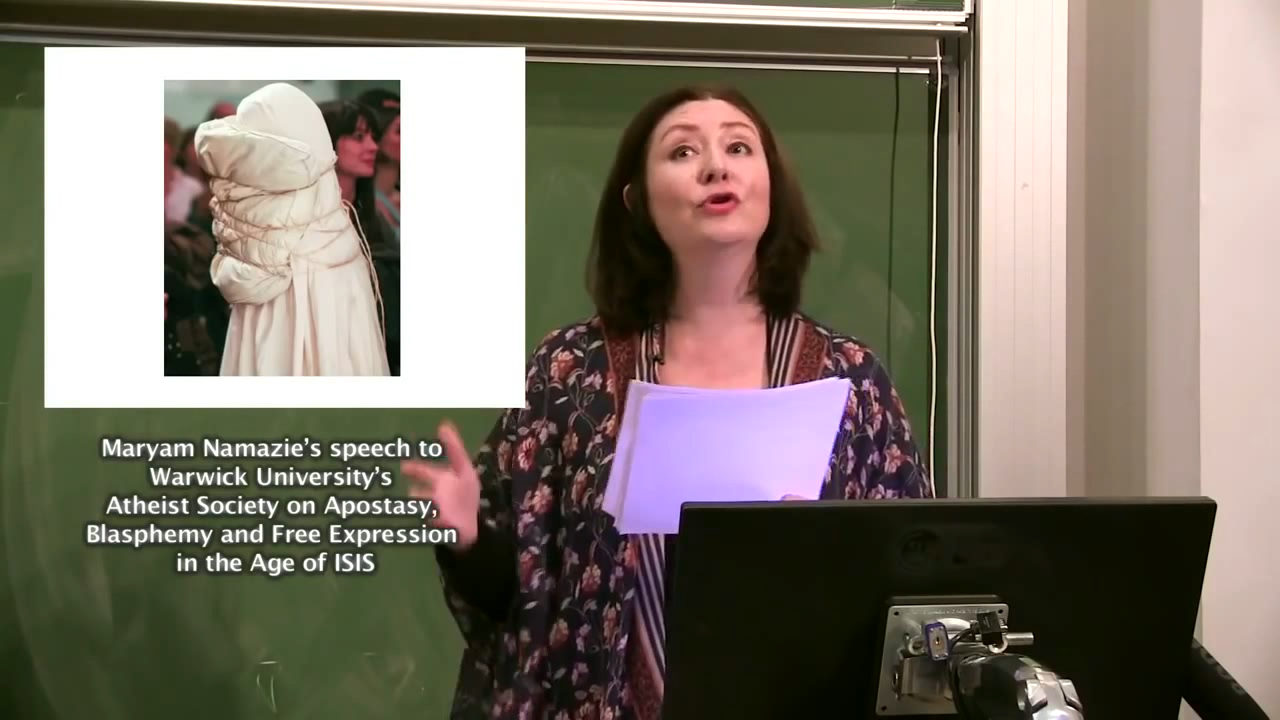 Maryam Namazie’s speech to
Warwick University’s
Atheist Society on Apostasy,
Blasphemy and Free Expression
in the Age of ISIS